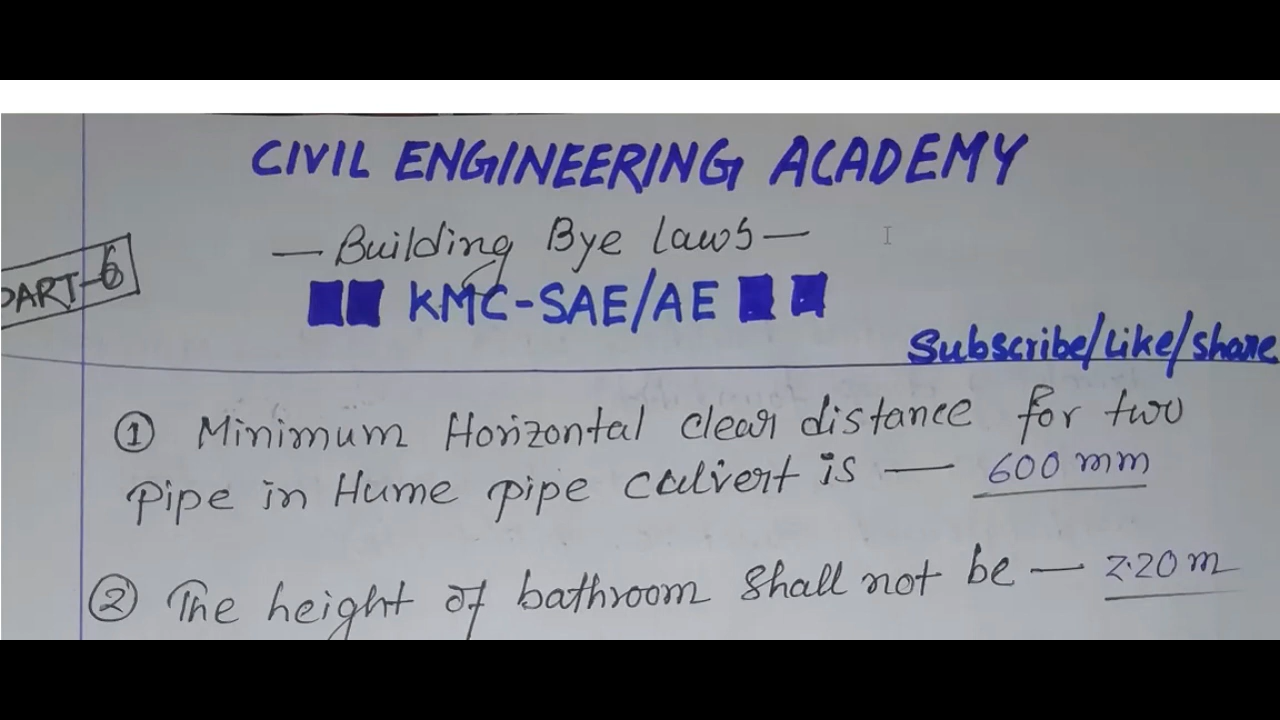 CIVIL ENGINEERING ACADEMY
— Building Bye laws —
PART-6
KMC-SAE/AE
Subscribe/Like/share
① Minimum Horizontal clear distance for two
pipe in Hume pipe culvert is — 600 mm
② The height of bathroom shall not be — 2.20 m